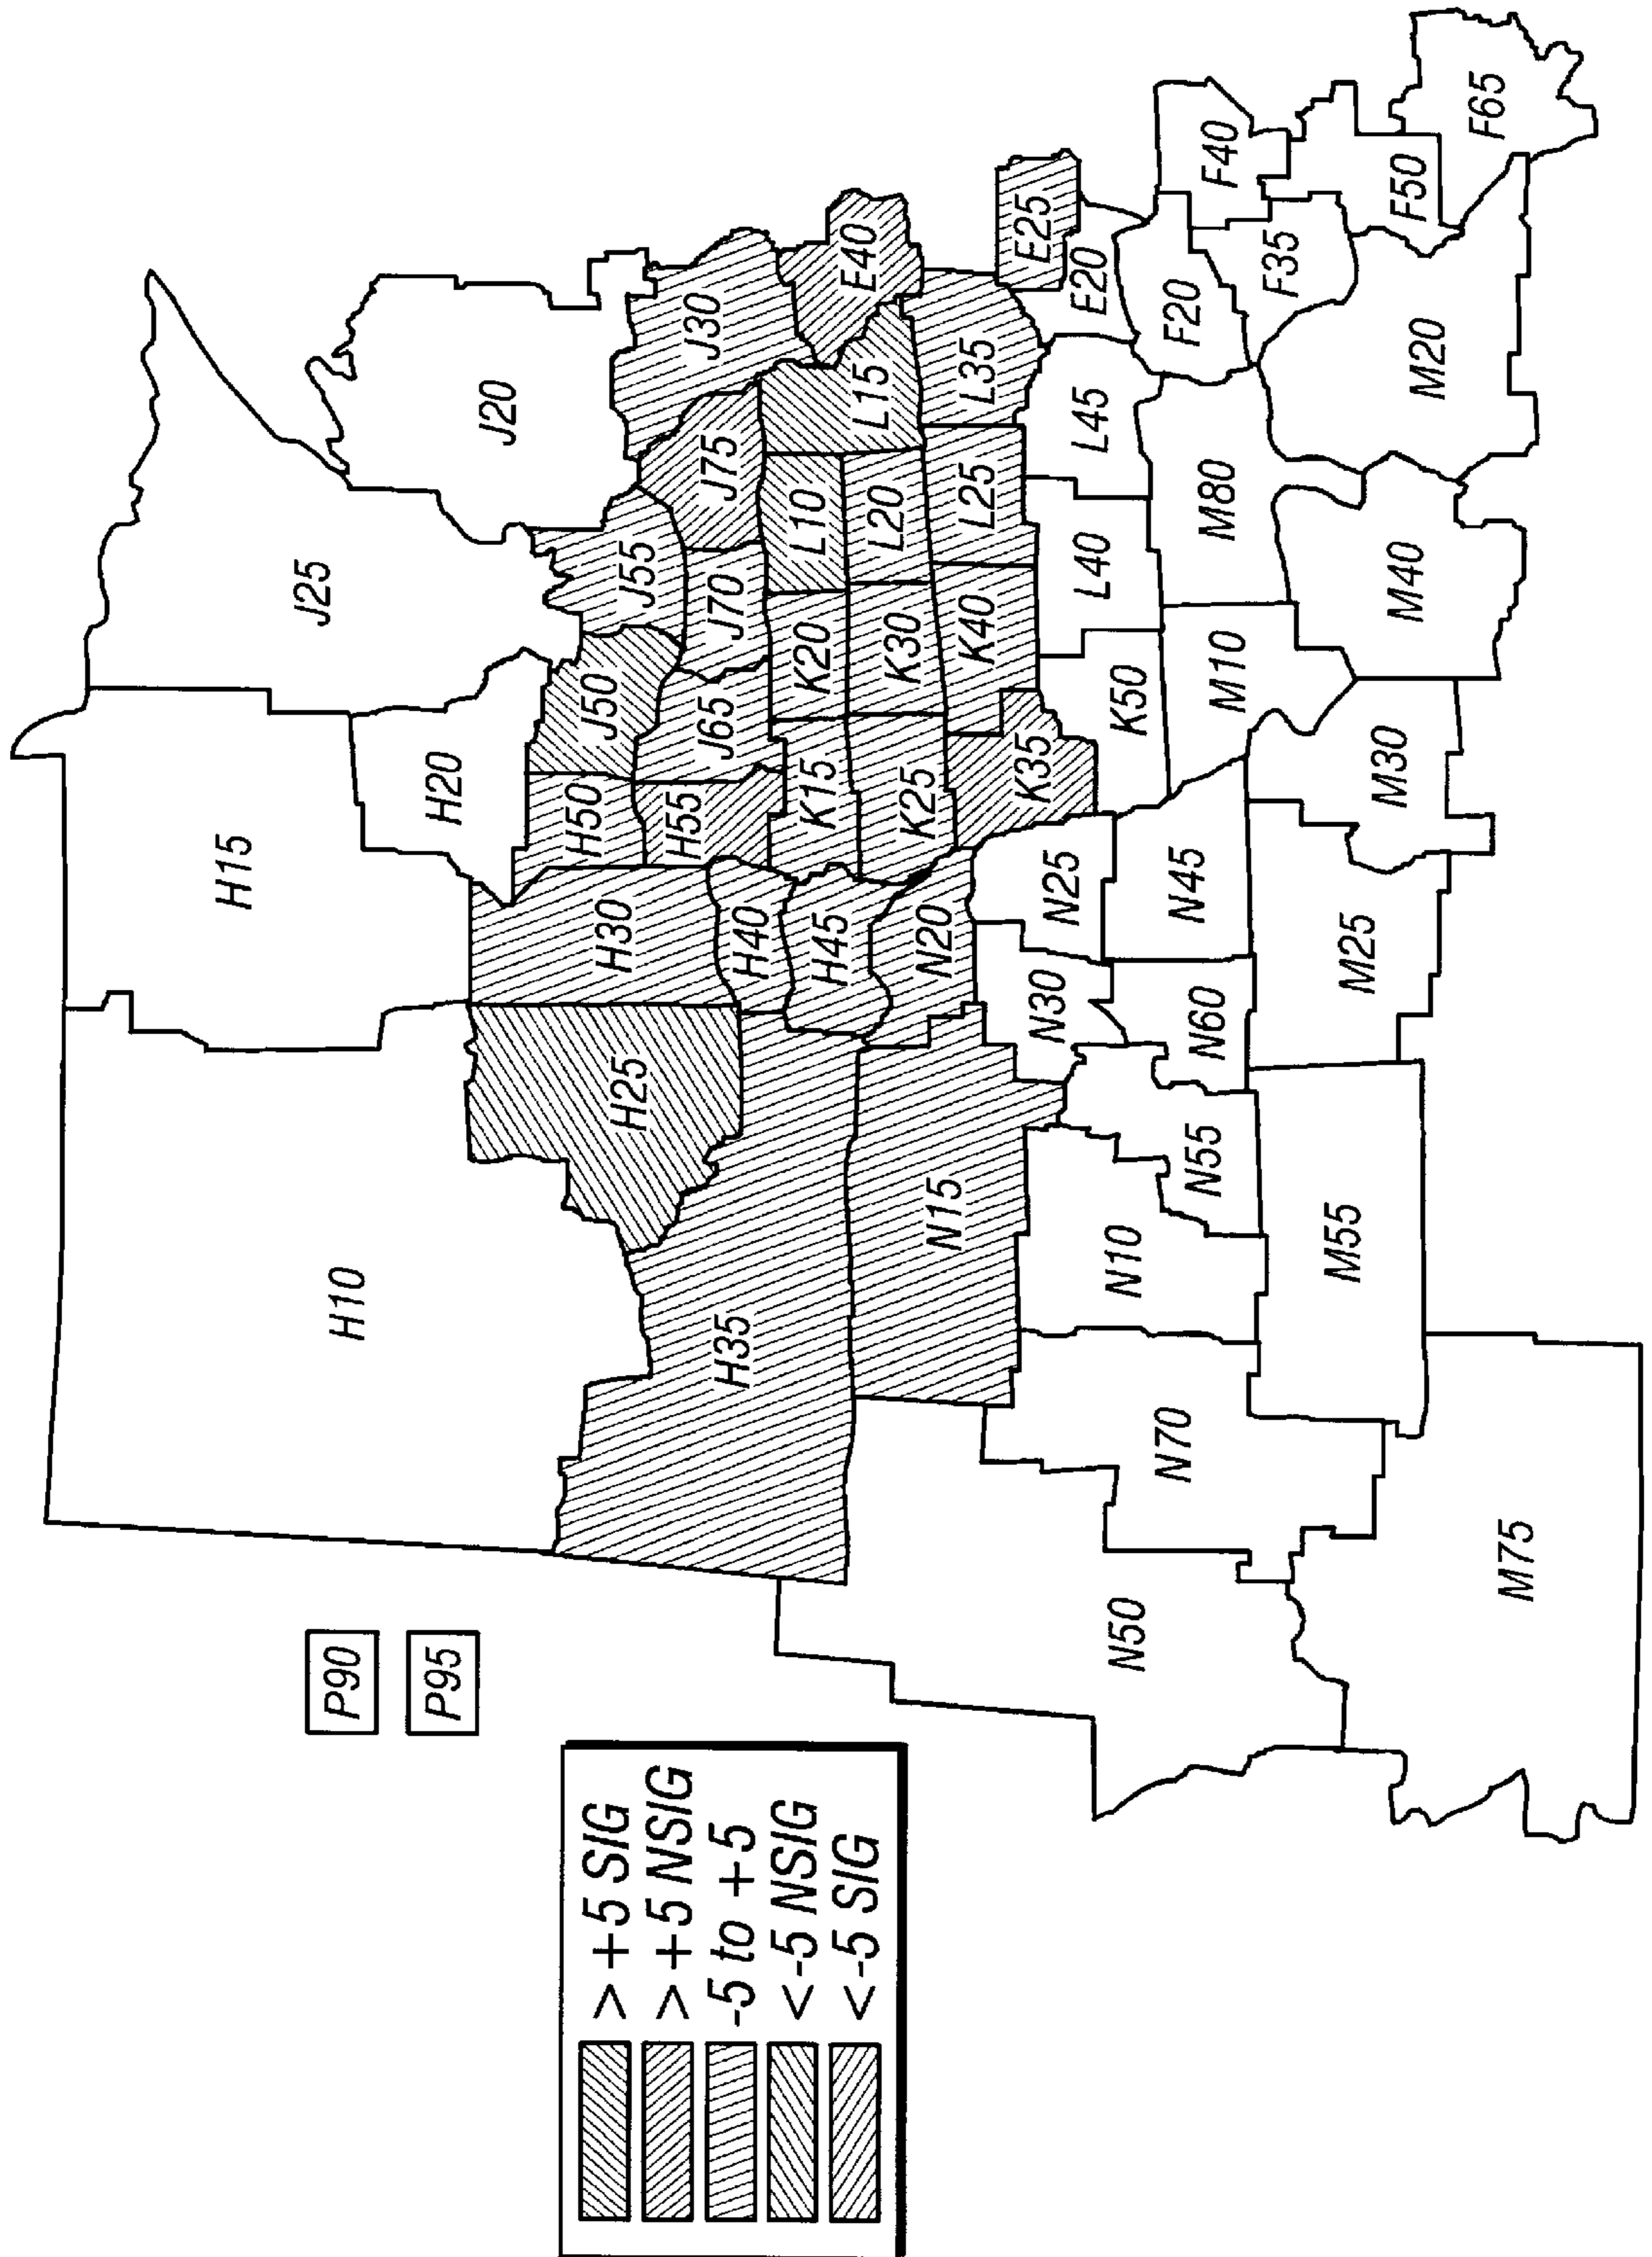 H15
J25
P90
H10
P95
H20
J20
> +5 SIG
> +5 NSIG
-5 to +5
< -5 NSIG
< -5 SIG
H50
J50
H25
H30
J55
H55
J65
J70
J75
J30
H35
H40
K15
K20
L10
H45
L15
E40
K25
K30
L20
N15
N20
K35
K40
L25
L35
E25
N30
N25
L40
L45
E20
N50
N10
K50
N70
N55
N60
N45
M10
M80
F20
F40
M55
M25
M30
M40
M20
F35
F50
M75
F65